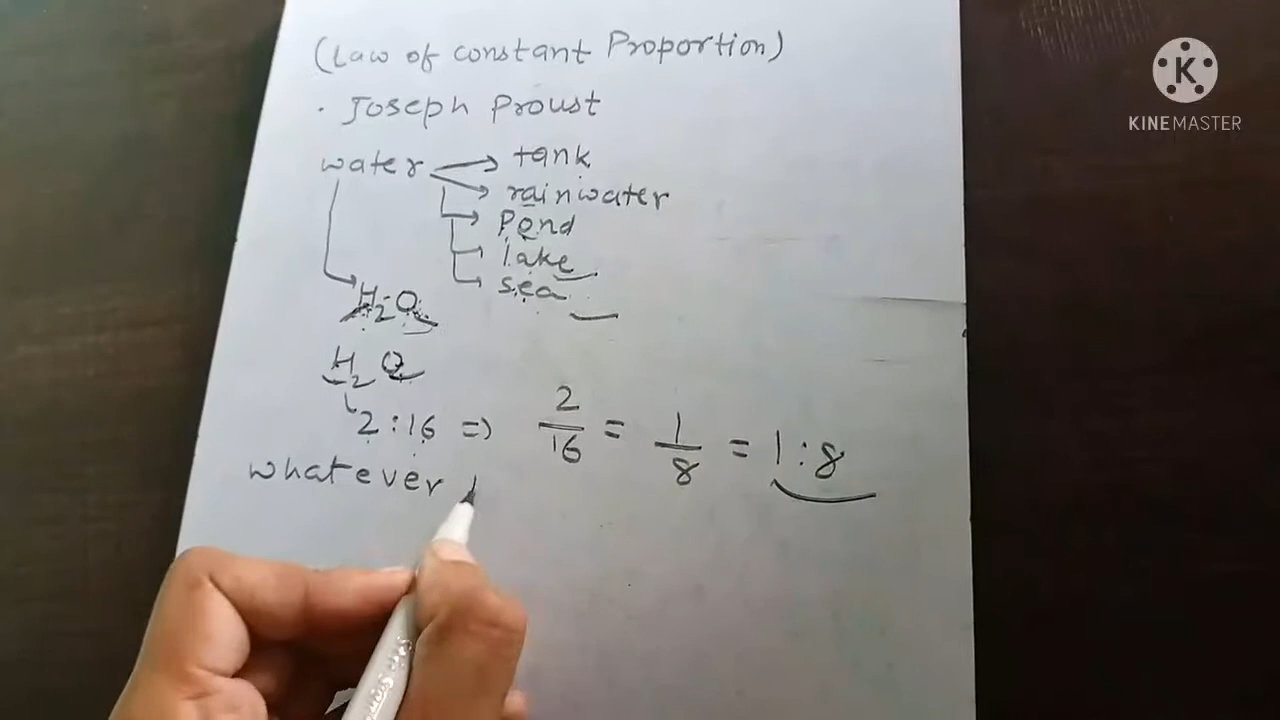 (Law of constant Proportion)
. Joseph Proust
water → tank
→ rainwater
→ Pond
lake
sea
H₂O
H₂O
2:16 => 2/16 = 1/8 = 1:8
whatever
K
KINEMASTER